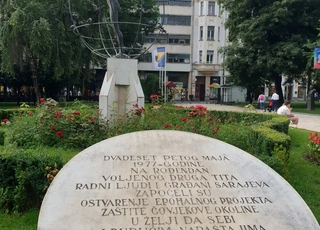 DVADESET PETOG MAJA
1977-GODINE
NA ROĐENDAN
VOLJENOG DRUGA TITA
RADNI LJUDI I GRAĐANI SARAJEVA
ZAPOČELI SU
OSTVARENJE EPOHALNOG PROJEKTA
ZAŠTITE ČOVJEKOVE OKOLINE
U ŽELJI DA SEBI